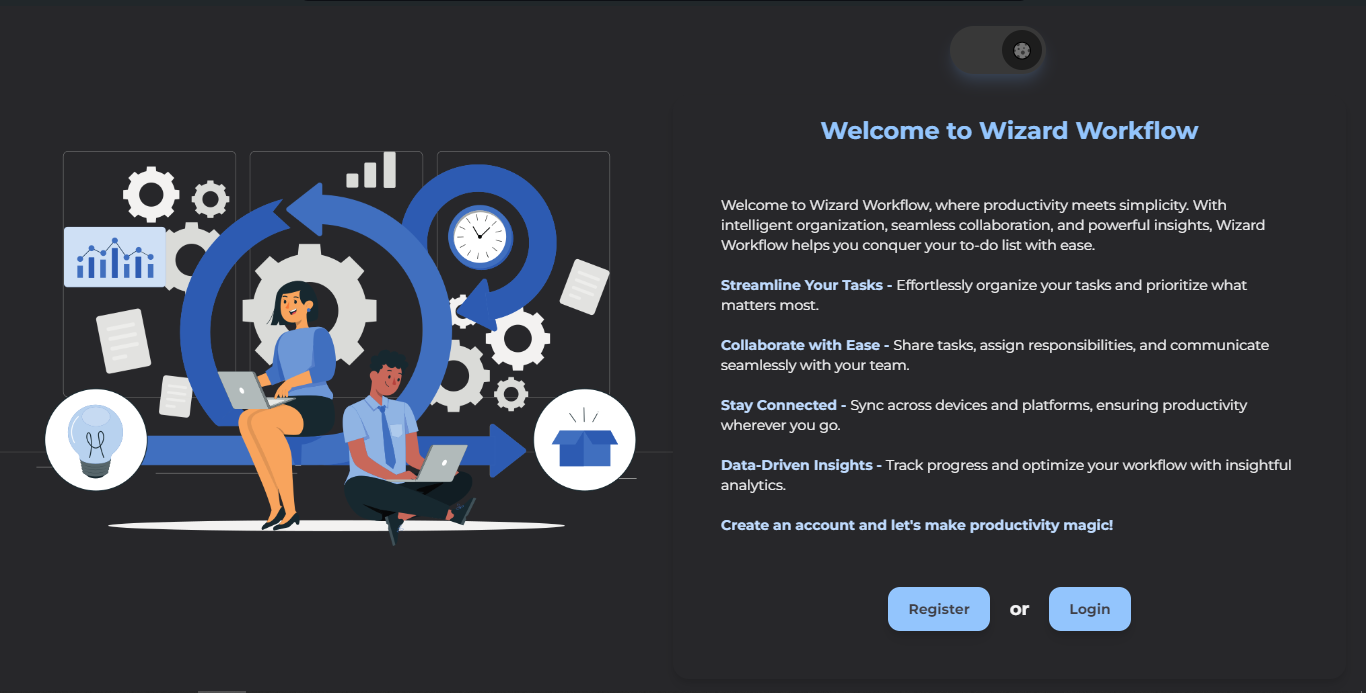 Welcome to Wizard Workflow
Welcome to Wizard Workflow, where productivity meets simplicity. With
intelligent organization, seamless collaboration, and powerful insights, Wizard
Workflow helps you conquer your to-do list with ease.
Streamline Your Tasks - Effortlessly organize your tasks and prioritize what
matters most.
Collaborate with Ease - Share tasks, assign responsibilities, and communicate
seamlessly with your team.
Stay Connected - Sync across devices and platforms, ensuring productivity
wherever you go.
Data-Driven Insights - Track progress and optimize your workflow with insightful
analytics.
Create an account and let's make productivity magic!
Register or Login